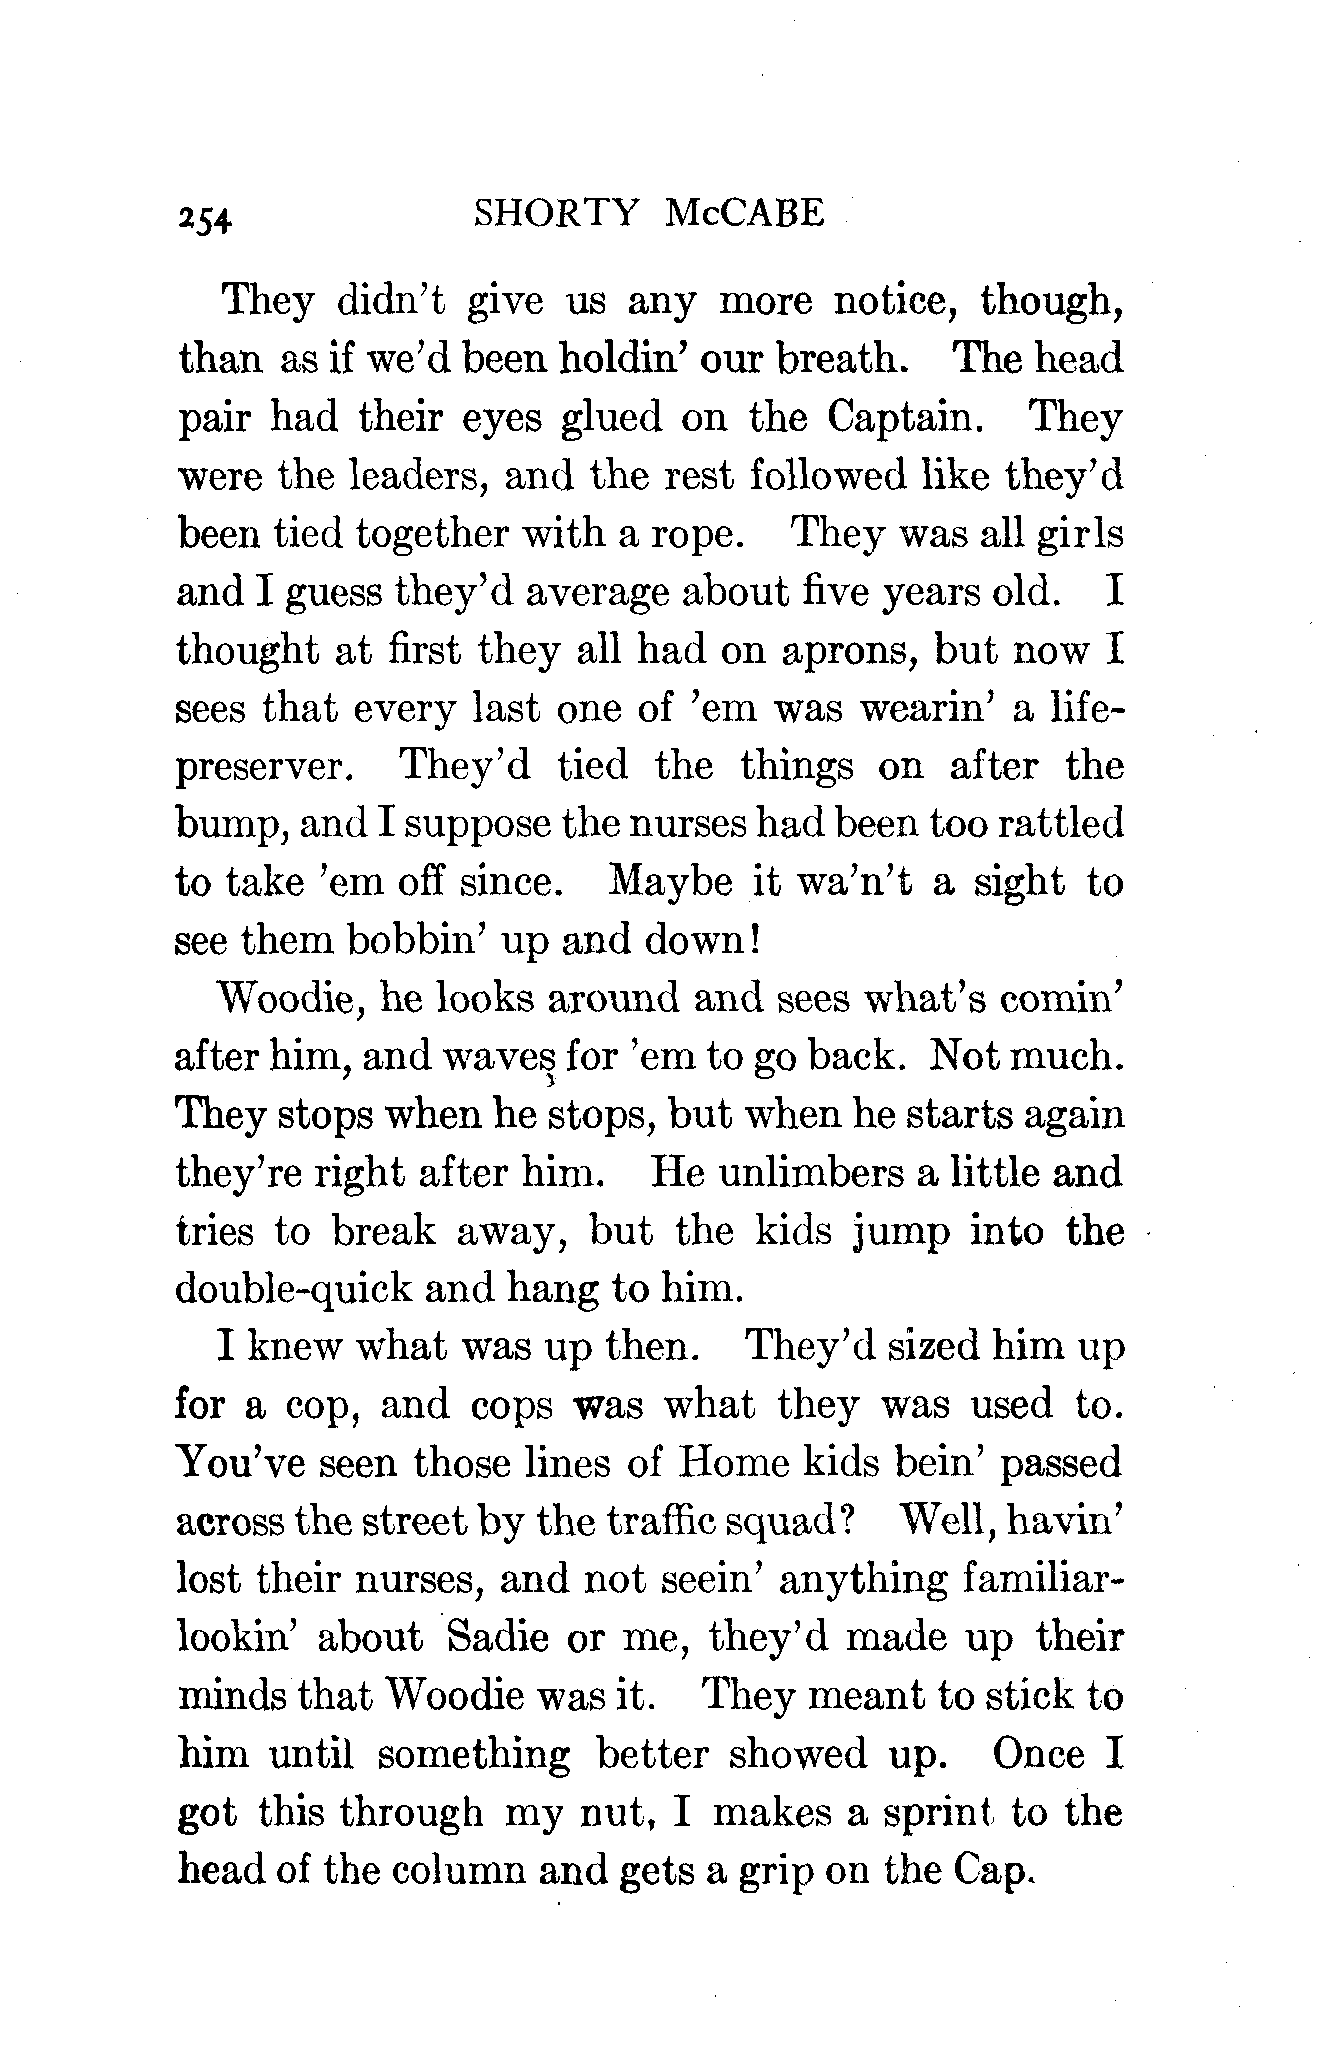 254 SHORTY McCABE
They didn't give us any more notice, though,
than as if we'd been holdin' our breath. The head
pair had their eyes glued on the Captain. They
were the leaders, and the rest followed like they'd
been tied together with a rope. They was all girls
and I guess they'd average about five years old. I
thought at first they all had on aprons, but now I
sees that every last one of 'em was wearin' a life-
preserver. They'd tied the things on after the
bump, and I suppose the nurses had been too rattled
to take 'em off since. Maybe it wa'n't a sight to
see them bobbin' up and down!
Woodie, he looks around and sees what's comin'
after him, and waves for 'em to go back. Not much.
They stops when he stops, but when he starts again
they're right after him. He unlimbers a little and
tries to break away, but the kids jump into the
double-quick and hang to him.
I knew what was up then. They'd sized him up
for a cop, and cops was what they was used to.
You've seen those lines of Home kids bein' passed
across the street by the traffic squad? Well, havin'
lost their nurses, and not seein' anything familiar-
lookin' about Sadie or me, they'd made up their
minds that Woodie was it. They meant to stick to
him until something better showed up. Once I
got this through my nut, I makes a sprint to the
head of the column and gets a grip on the Cap.